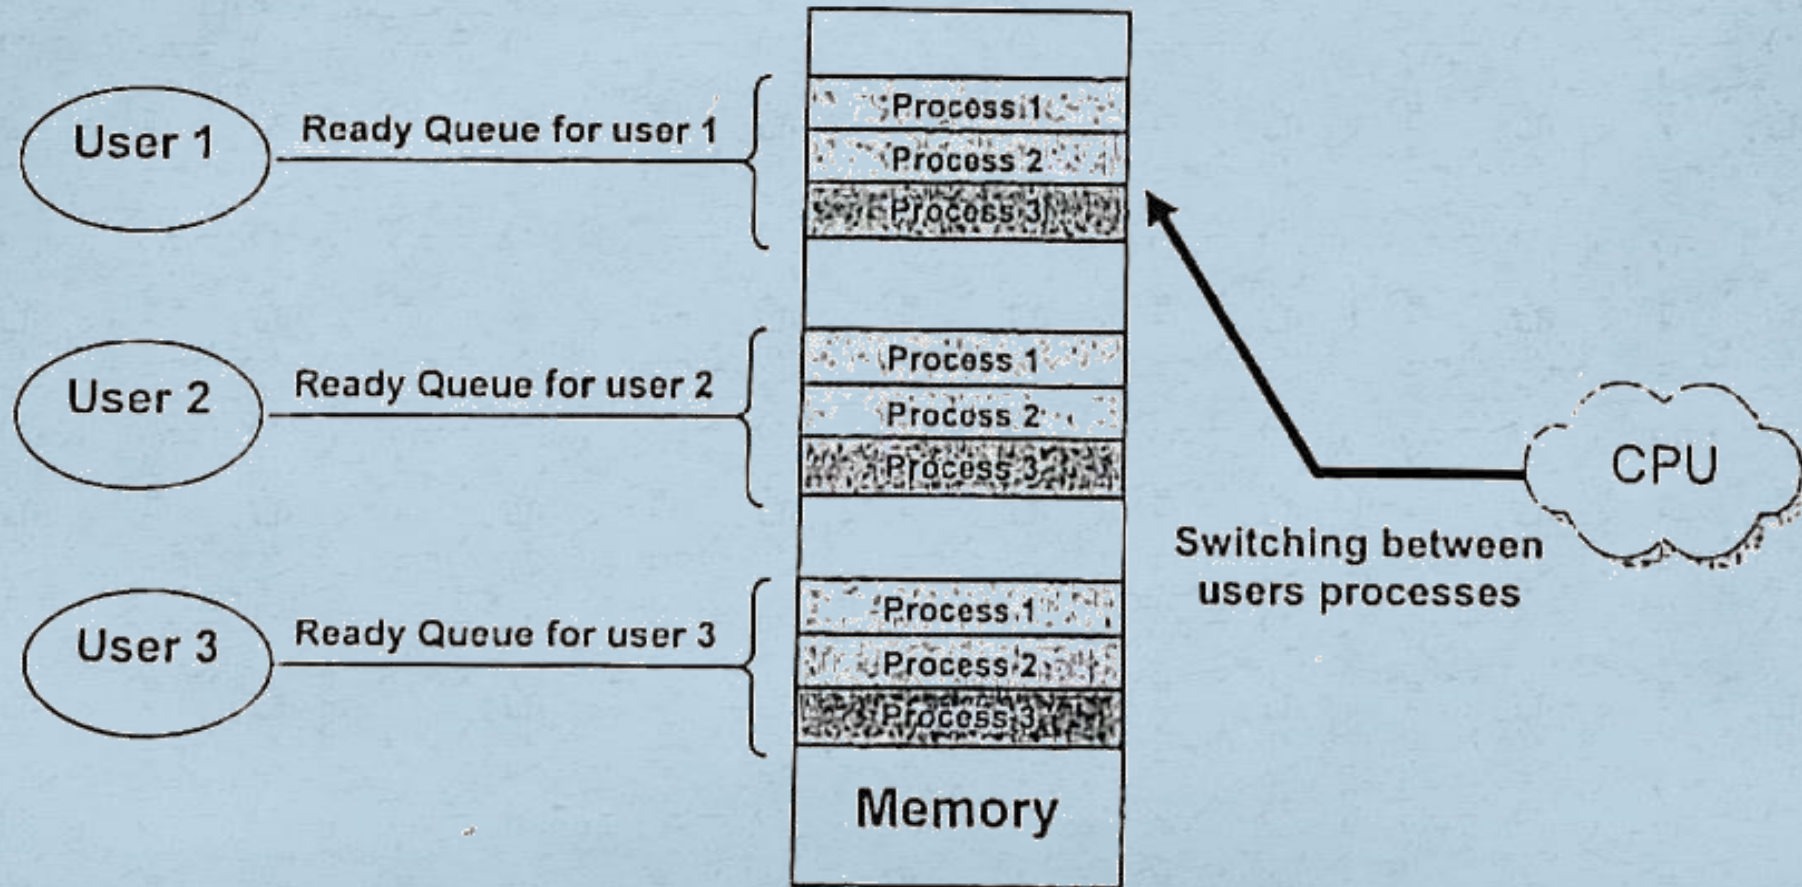 User 1
Ready Queue for user 1
Process 1
Process 2
Process 3
User 2
Ready Queue for user 2
Process 1
Process 2
Process 3
CPU
Switching between
users processes
User 3
Ready Queue for user 3
Process 1
Process 2
Process 3
Memory